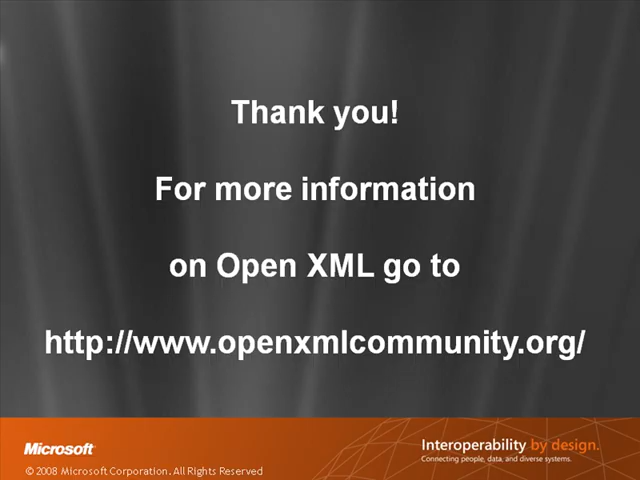 Thank you!
For more information
on Open XML go to
http://www.openxmlcommunity.org/
Microsoft
Interoperability by design.
Connecting people, data, and diverse systems.
© 2008 Microsoft Corporation. All Rights Reserved